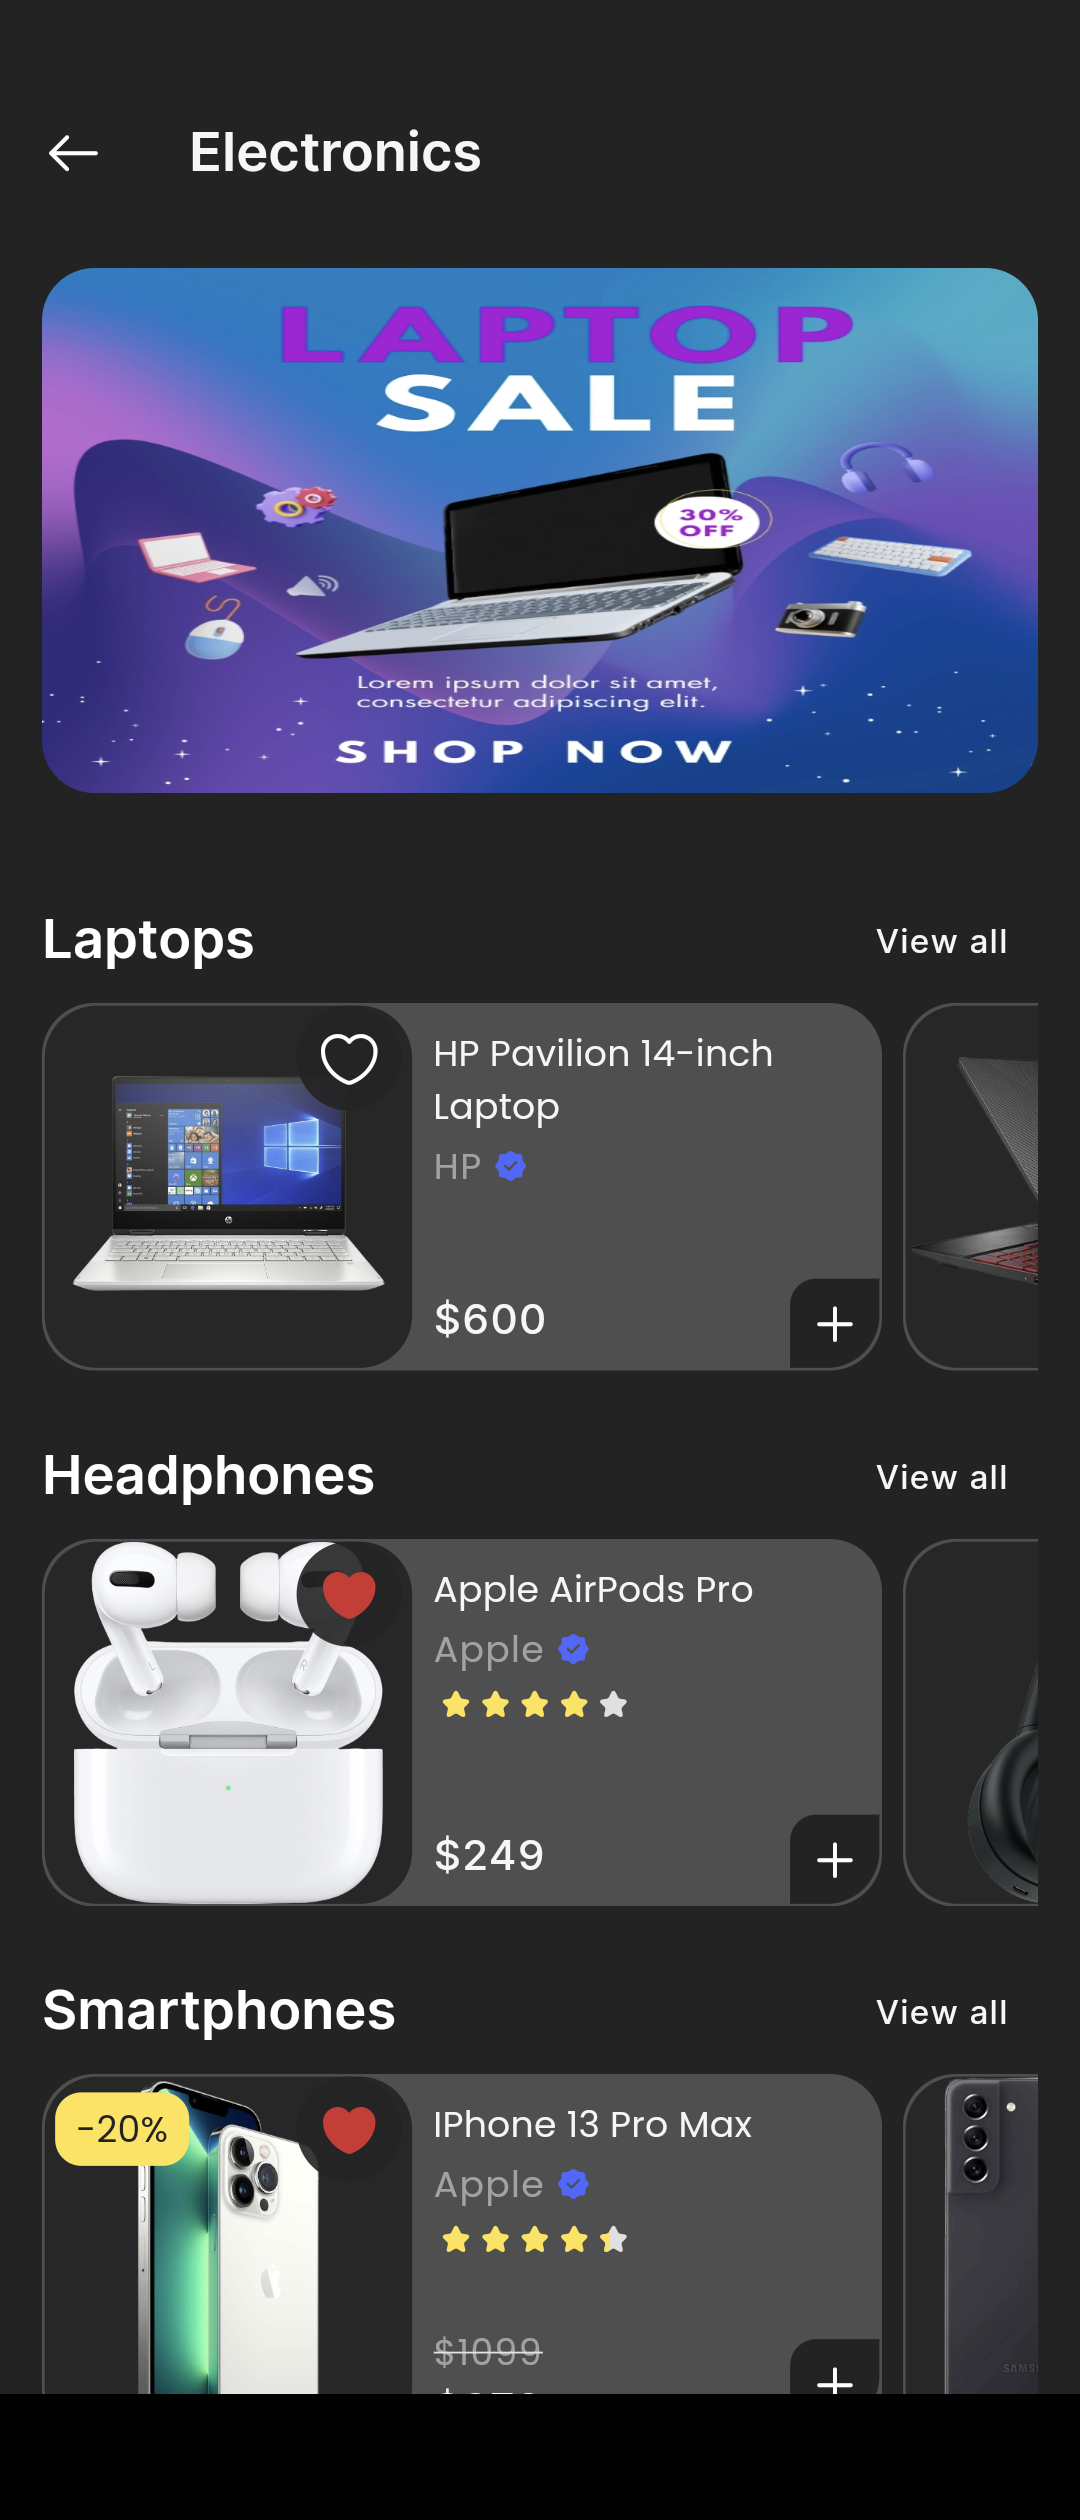 Electronics
LAPTOP
SALE
30%
OFF
Lorem ipsum dolor sit amet,
consectetur adipiscing elit.
SHOP NOW
Laptops
View all
HP Pavilion 14-inch
Laptop
HP
$600
Headphones
View all
Apple AirPods Pro
Apple
$249
Smartphones
View all
-20%
IPhone 13 Pro Max
Apple
$1099